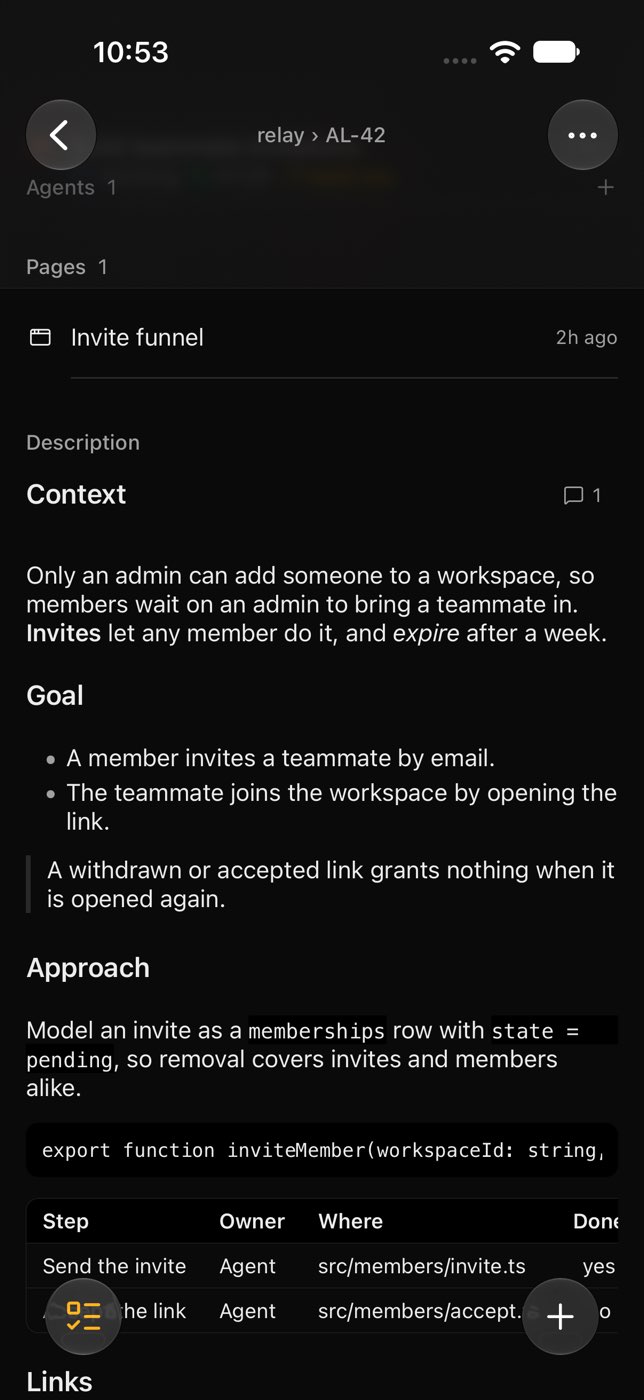 10:53
relay › AL-42
Agents 1
Pages 1
Invite funnel
2h ago
Description
Context
1
Only an admin can add someone to a workspace, so
members wait on an admin to bring a teammate in.
Invites let any member do it, and expire after a week.
Goal
A member invites a teammate by email.
The teammate joins the workspace by opening the
link.
A withdrawn or accepted link grants nothing when it
is opened again.
Approach
Model an invite as a memberships row with state =
pending, so removal covers invites and members
alike.
export function inviteMember(workspaceId: string,
Step Owner Where Done
Send the invite Agent src/members/invite.ts yes
the link Agent src/members/accept.
Links